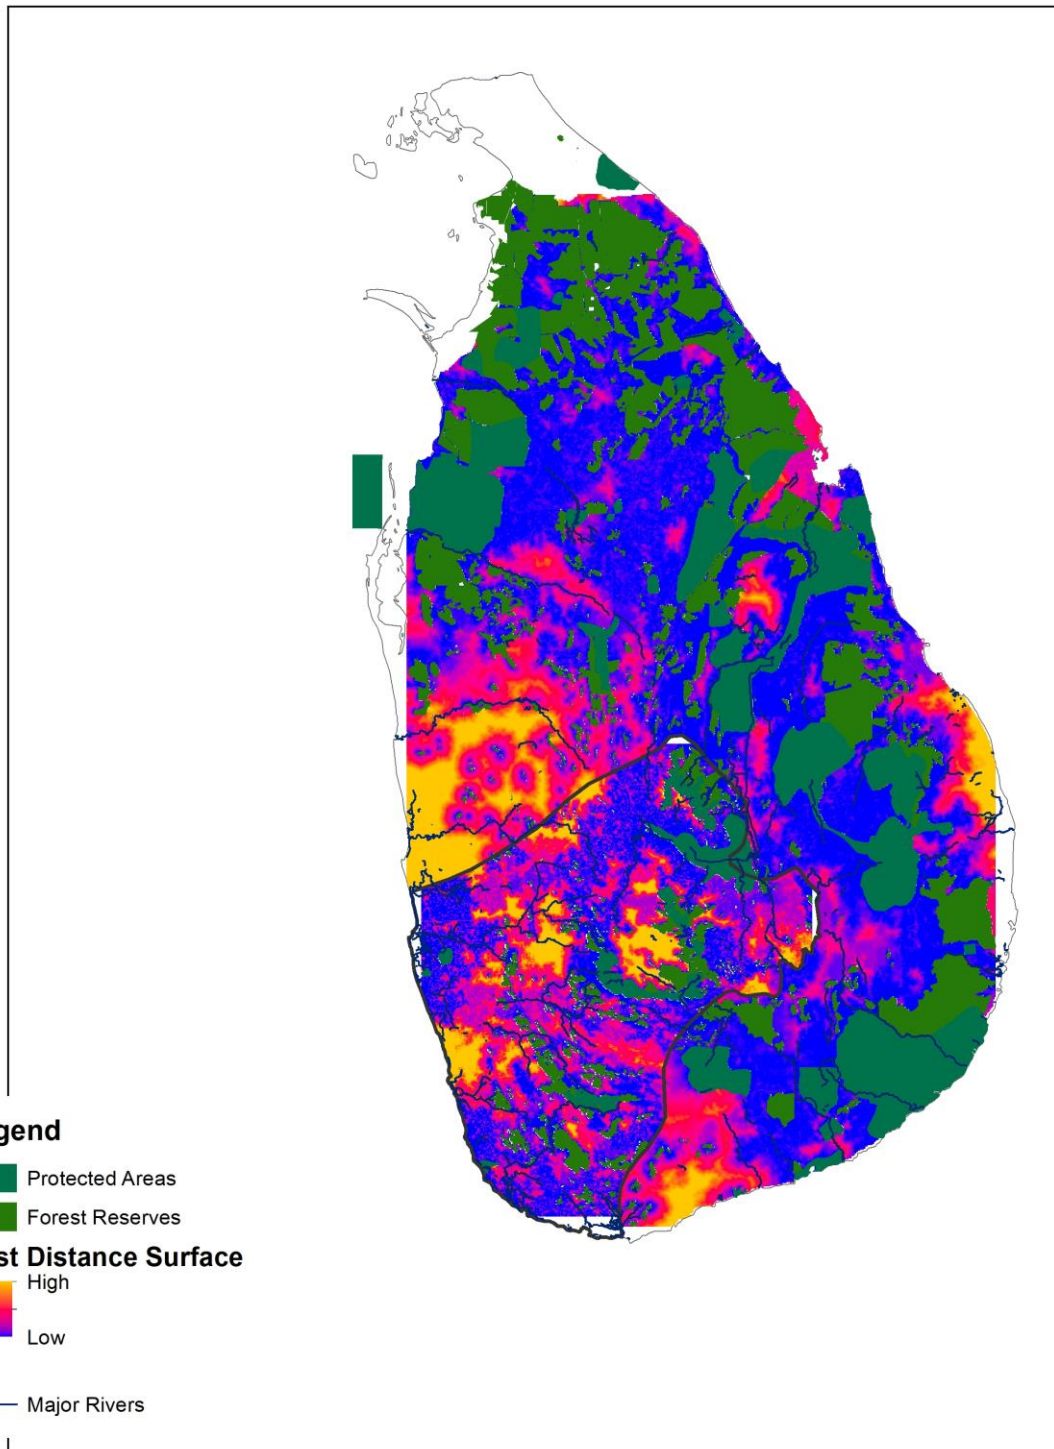 gend
Protected Areas
Forest Reserves
st Distance Surface
High
Low
Major Rivers